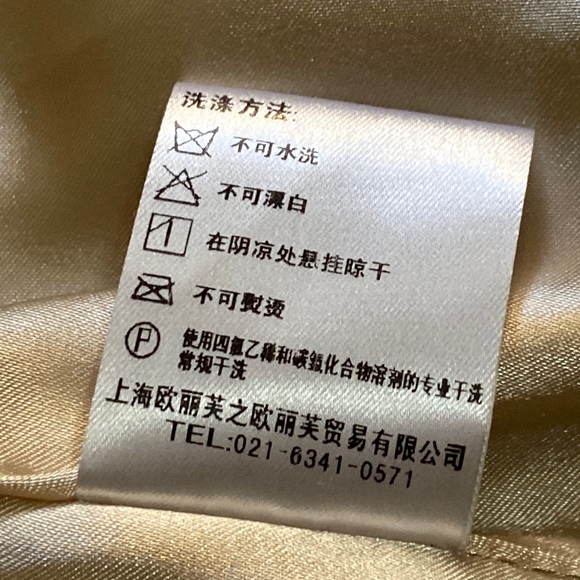 洗涤方法:
不可水洗
不可漂白
在阴凉处悬挂晾干
不可熨烫
P
使用四氯乙稀和碳氢化合物溶剂的专业干洗
常规干洗
上海欧丽芙之欧丽芙贸易有限公司
TEL:021-6341-0571